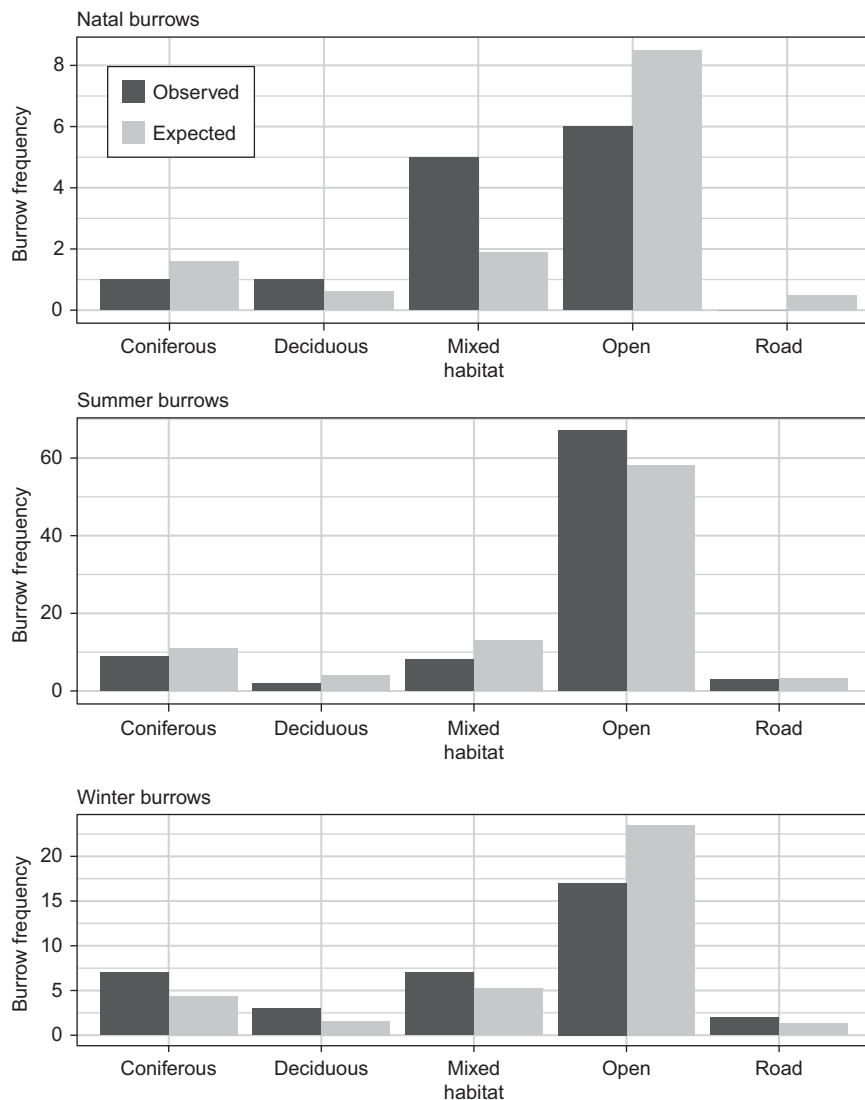 Natal burrows
Burrow frequency
8
6
4
2
0
Observed
Expected
Coniferous Deciduous Mixed habitat Open Road
Summer burrows
Burrow frequency
60
40
20
0
Coniferous Deciduous Mixed habitat Open Road
Winter burrows
Burrow frequency
20
15
10
5
0
Coniferous Deciduous Mixed habitat Open Road